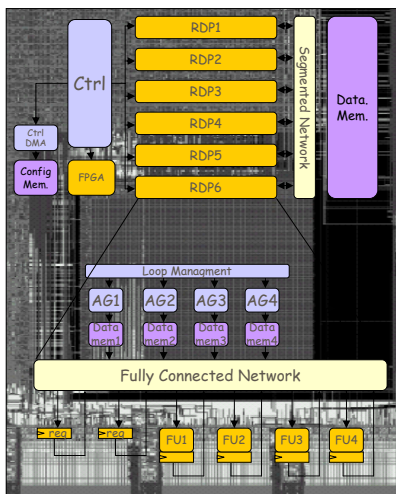 Ctrl
RDP1
RDP2
RDP3
RDP4
RDP5
RDP6
Segmented Network
Data.
Mem.
Ctrl
DMA
Config
Mem.
FPGA
Loop Managment
AG1
AG2
AG3
AG4
Data
mem1
Data
mem2
Data
mem3
Data
mem4
Fully Connected Network
reg
reg
FU1
FU2
FU3
FU4